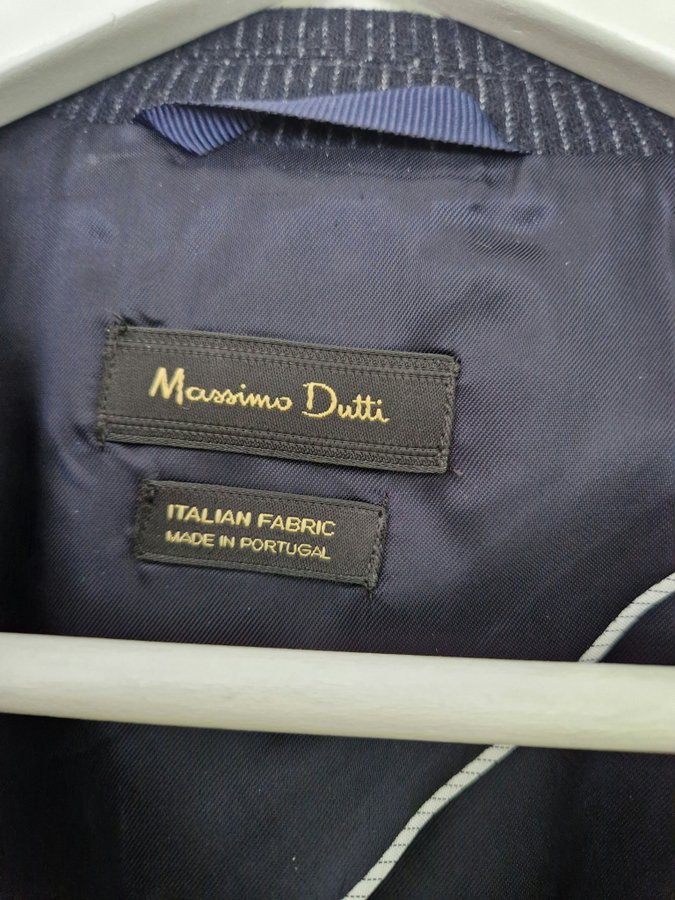 Massimo Dutti
ITALIAN FABRIC
MADE IN PORTUGAL